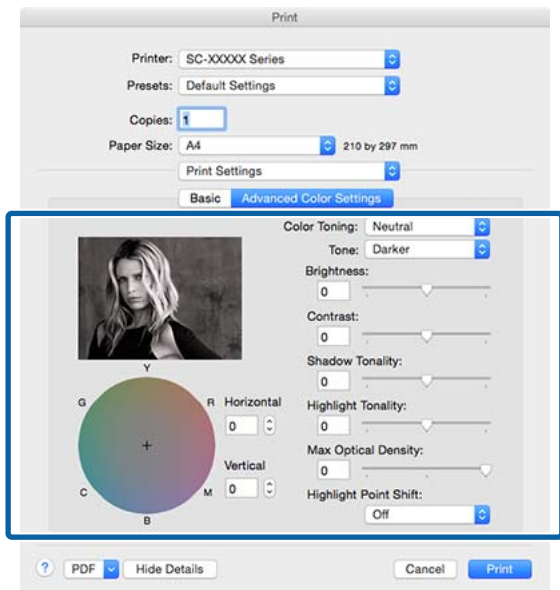 Print
Printer: SC-XXXXX Series
Presets: Default Settings
Copies: 1
Paper Size: A4 210 by 297 mm
Print Settings
Basic Advanced Color Settings
Color Toning: Neutral
Tone: Darker
Brightness:
0
Contrast:
0
Shadow Tonality:
0
Highlight Tonality:
0
Max Optical Density:
0
Highlight Point Shift:
Off
Y
G R
C M
B
Horizontal
0
Vertical
0
? PDF Hide Details Cancel Print